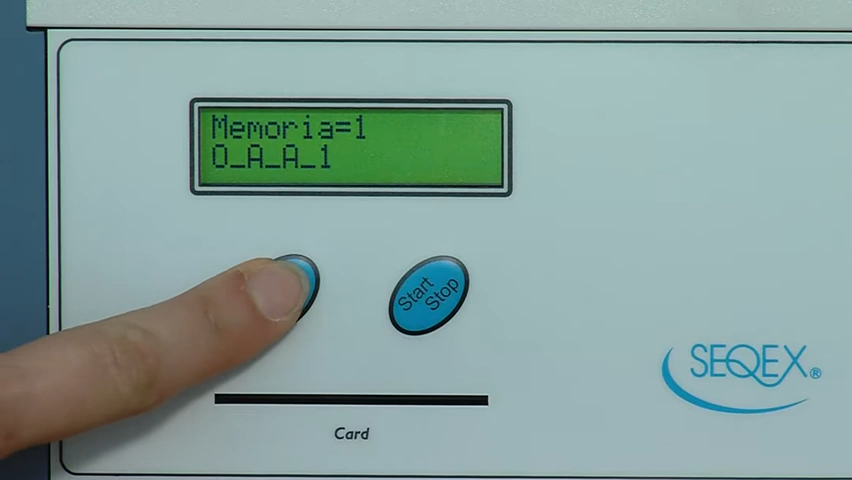 Memoria=1
O_A_A_1
Start
Stop
SEQEX®
Card